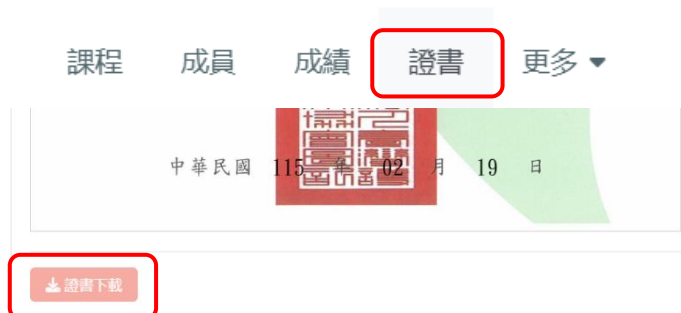 課程 成員 成績 證書 更多
中華民國 115 年 02 月 19 日
證書下載